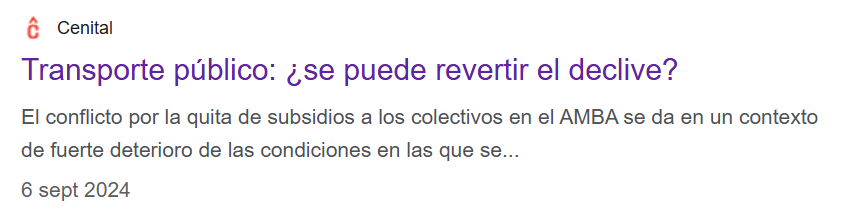 Cenital
Transporte público: ¿se puede revertir el declive?
El conflicto por la quita de subsidios a los colectivos en el AMBA se da en un contexto
de fuerte deterioro de las condiciones en las que se...
6 sept 2024